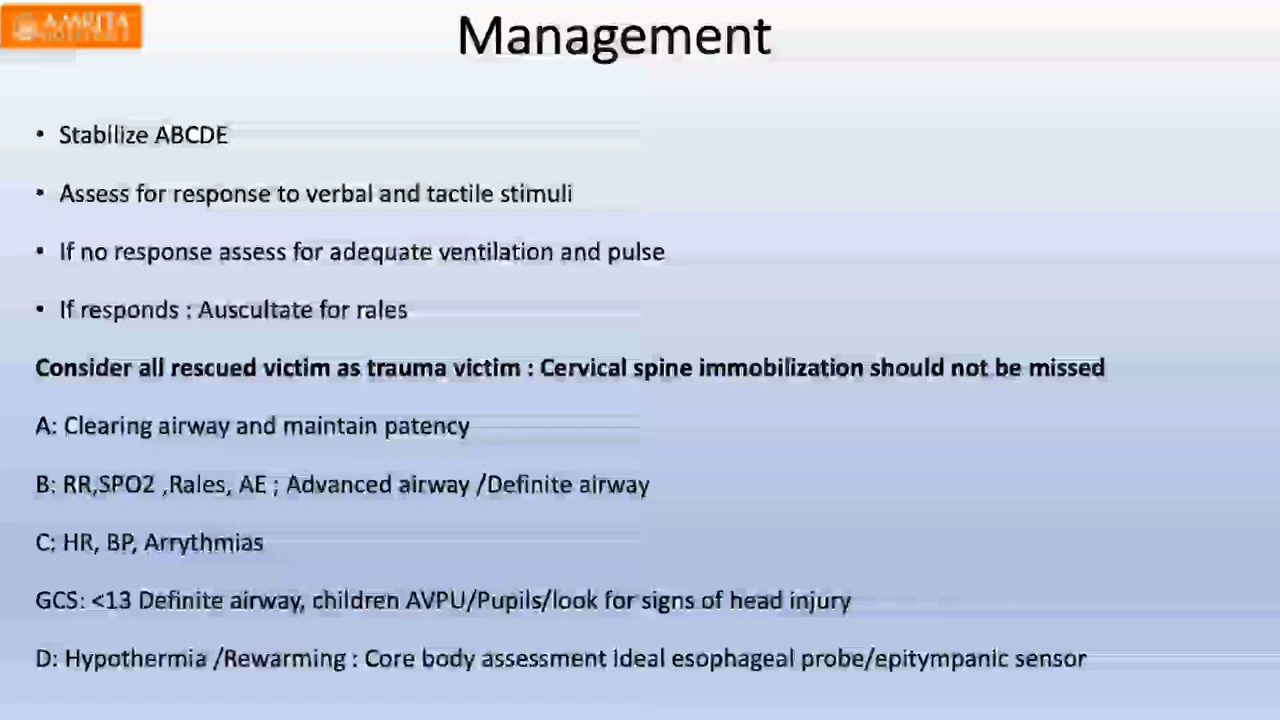 AMRITA
HOSPITALS
Management
• Stabilize ABCDE
• Assess for response to verbal and tactile stimuli
• If no response assess for adequate ventilation and pulse
• If responds : Auscultate for rales
Consider all rescued victim as trauma victim : Cervical spine immobilization should not be missed
A: Clearing airway and maintain patency
B: RR,SPO2 ,Rales, AE ; Advanced airway /Definite airway
C: HR, BP, Arrythmias
GCS: <13 Definite airway, children AVPU/Pupils/look for signs of head injury
D: Hypothermia /Rewarming : Core body assessment ideal esophageal probe/epitympanic sensor